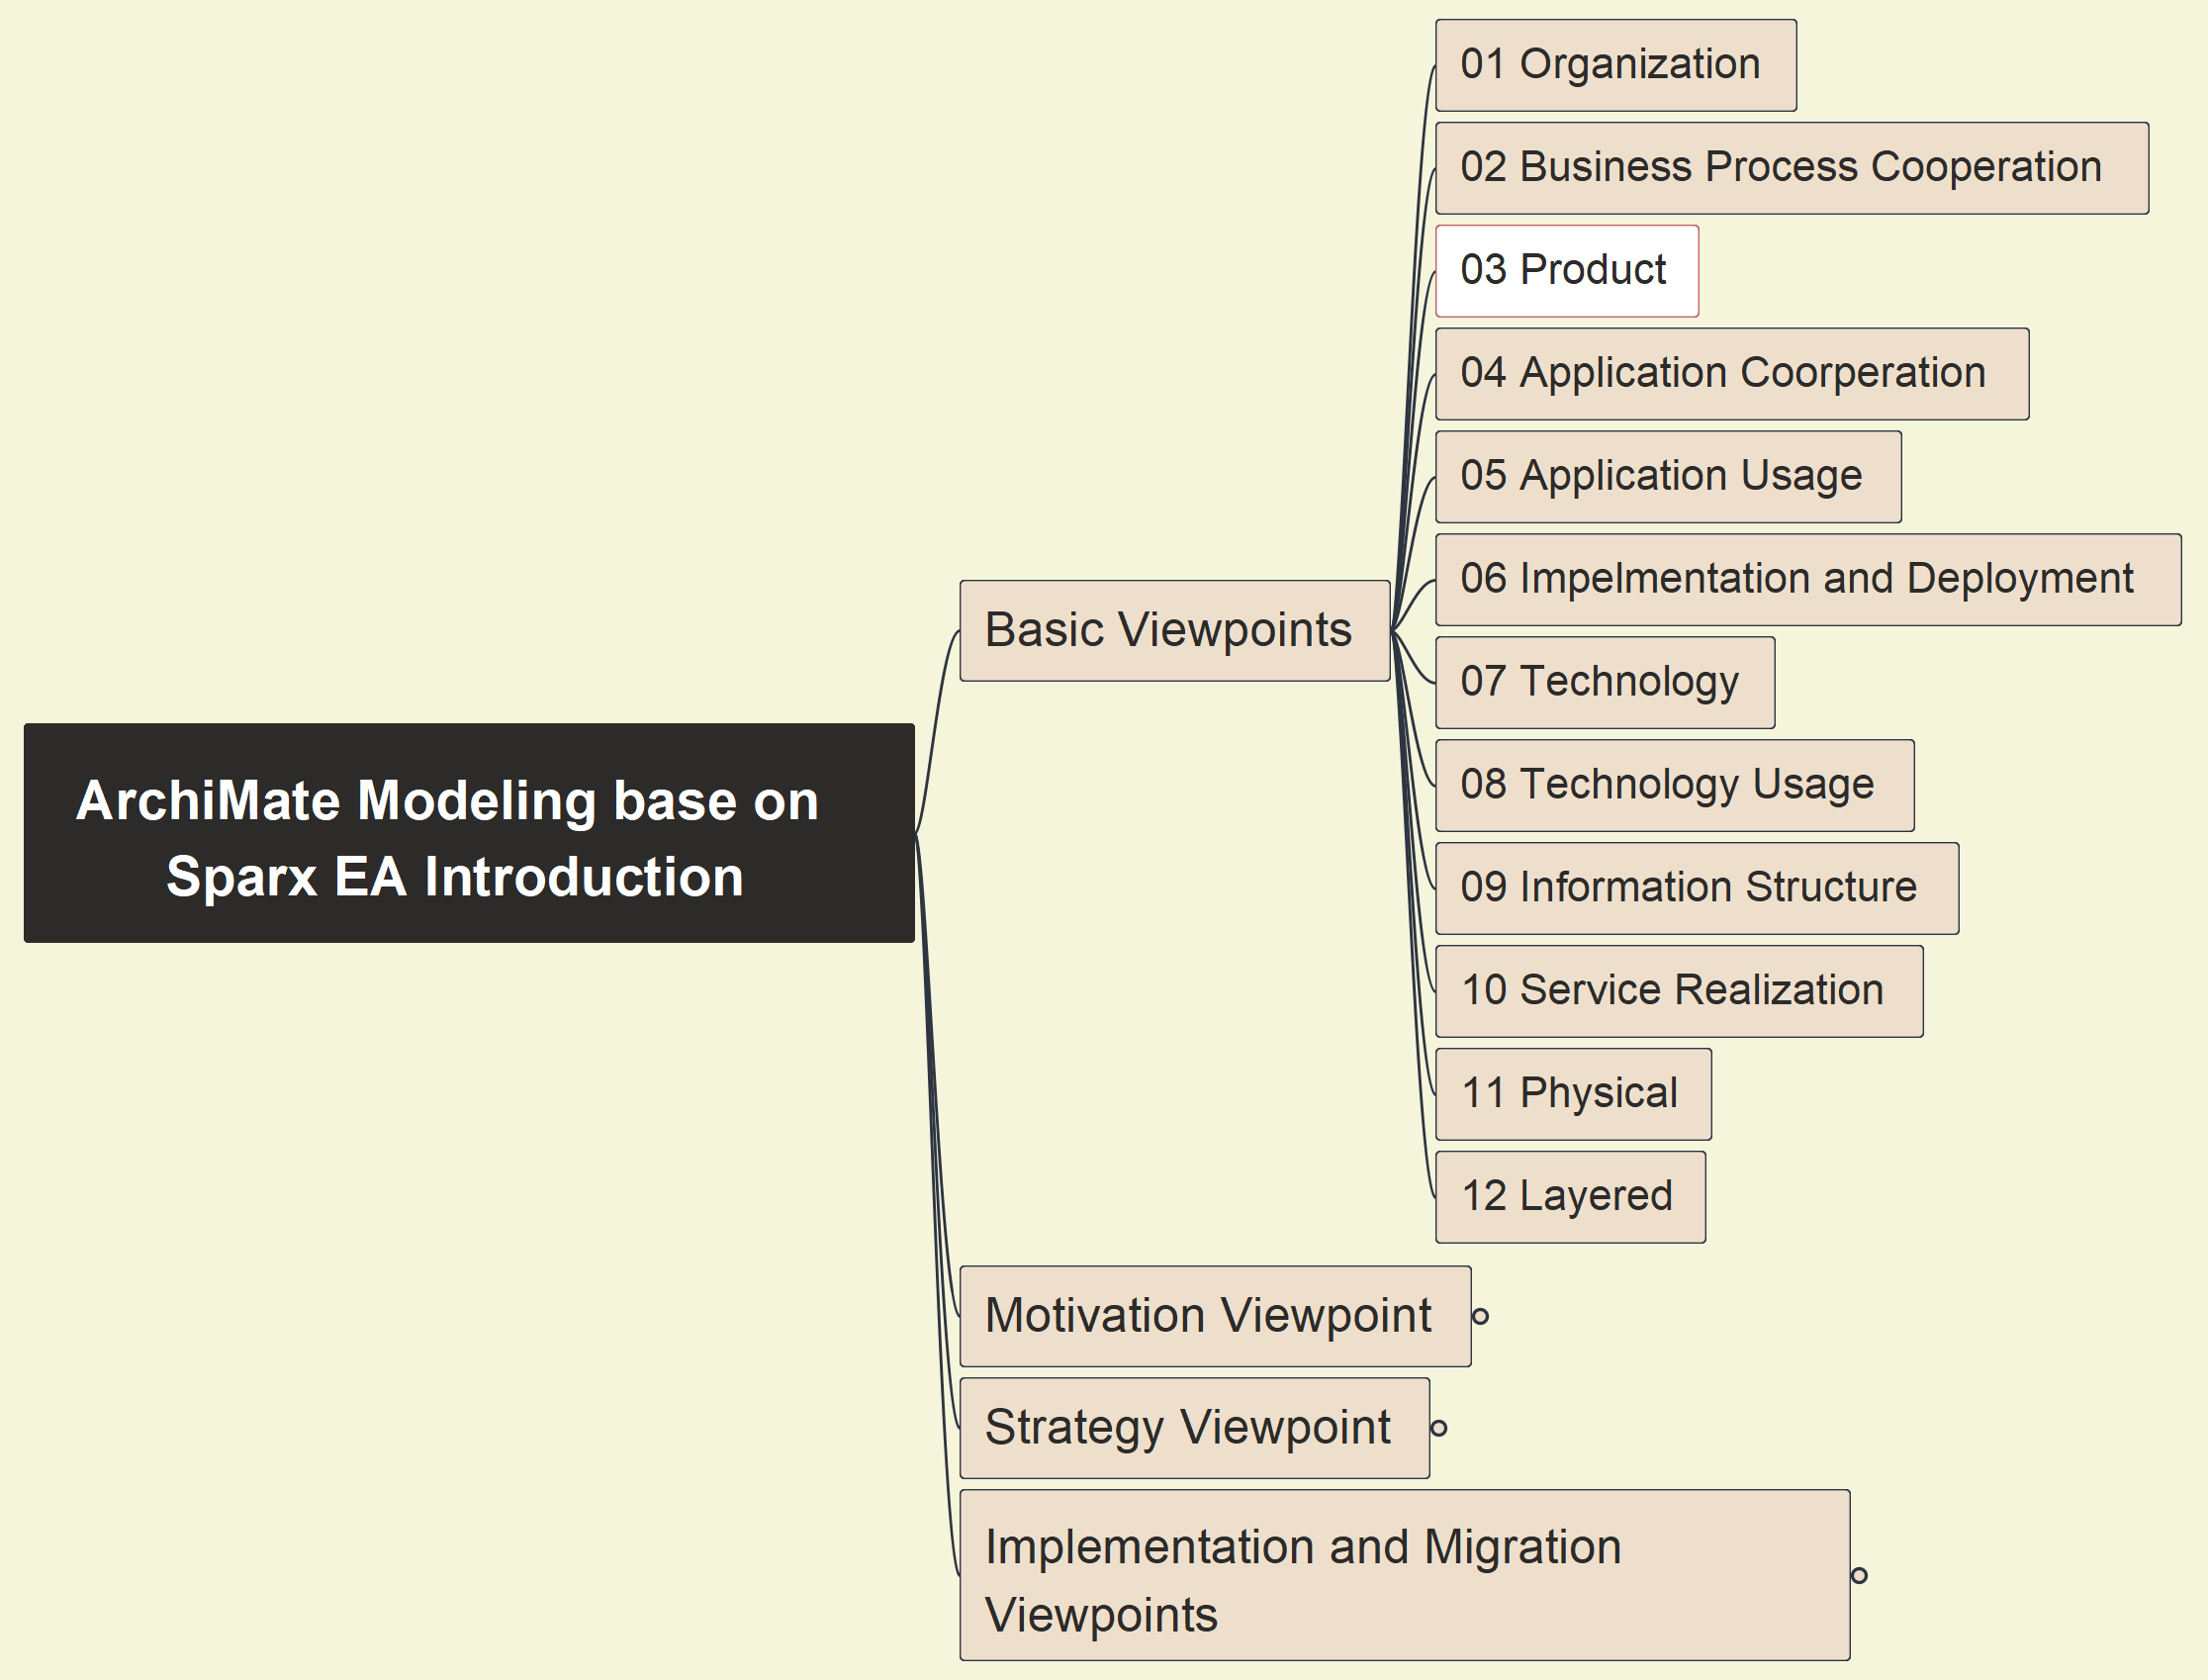 ArchiMate Modeling base on
Sparx EA Introduction
Basic Viewpoints
01 Organization
02 Business Process Cooperation
03 Product
04 Application Coorperation
05 Application Usage
06 Impelmentation and Deployment
07 Technology
08 Technology Usage
09 Information Structure
10 Service Realization
11 Physical
12 Layered
Motivation Viewpoint
Strategy Viewpoint
Implementation and Migration
Viewpoints